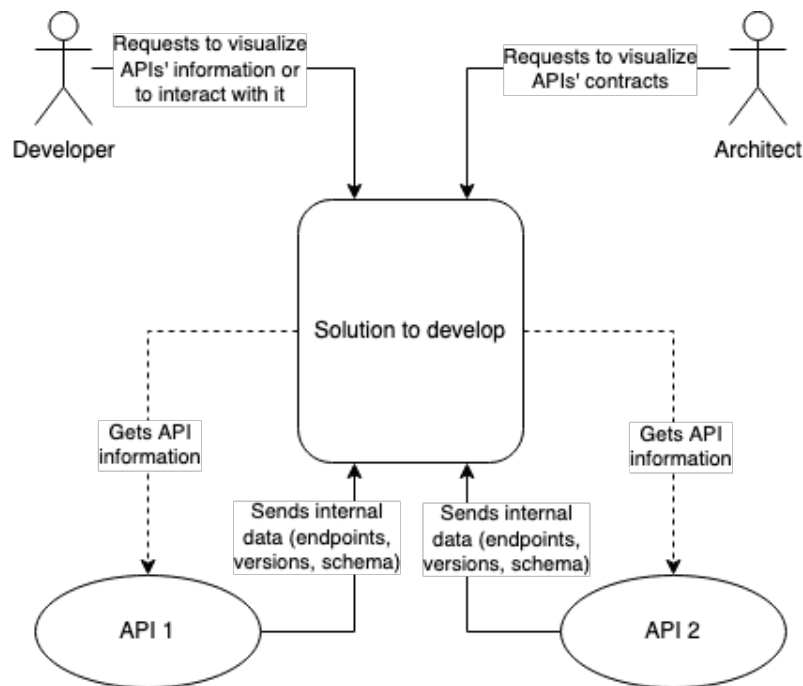 Requests to visualize
APIs' information or
to interact with it
Requests to visualize
APIs' contracts
Developer
Architect
Solution to develop
Gets API
information
Gets API
information
Sends internal
data (endpoints,
versions, schema)
Sends internal
data (endpoints,
versions, schema)
API 1
API 2